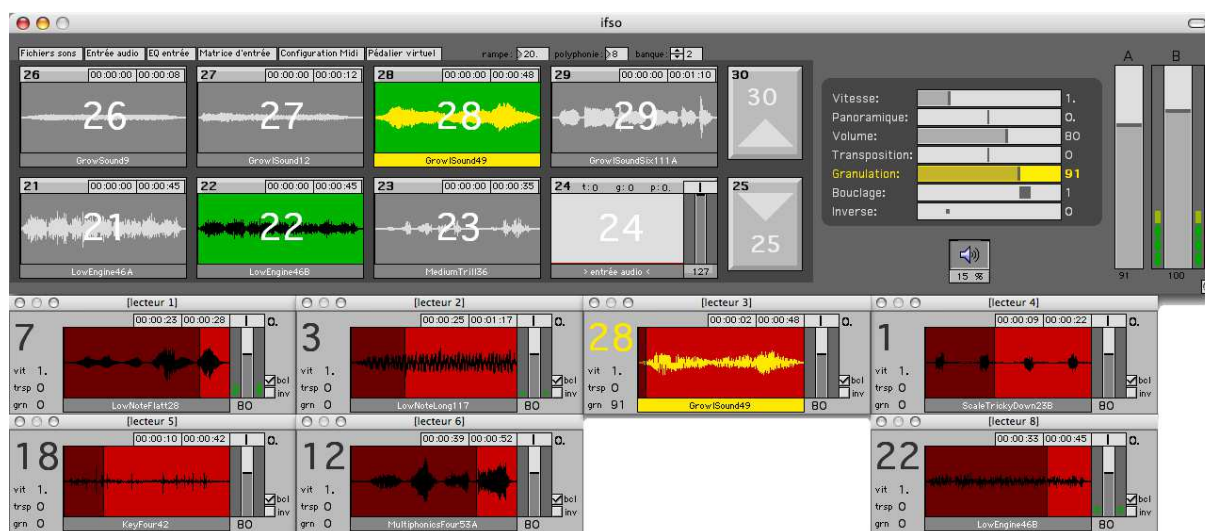 ifso
Fichiers sons Entrée audio EQ entrée Matrice d'entrée Configuration Midi Pédalier virtuel rampe: 20. polyphonie: 8 banque: 2
A B
26 00:00:00 00:00:08 27 00:00:00 00:00:12 28 00:00:00 00:00:48 29 00:00:00 00:01:10 30
26 27 28 29 30
GrowlSound9 GrowlSound12 GrowlSound49 GrowlSoundSix111A
Vitesse: 1.
Panoramique: 0.
Volume: 80
Transposition: 0
Granulation: 91
Bouclage: 1
Inverse: 0
21 00:00:00 00:00:45 22 00:00:00 00:00:45 23 00:00:00 00:00:35 24 t:0 g:0 p:0. 25
21 22 23 24 25
LowEngine46A LowEngine46B MediumTrill36 > entrée audio < 127
15 %
91 100
[lecteur 1] [lecteur 2] [lecteur 3] [lecteur 4]
7 00:00:23 00:00:28 0. 3 00:00:25 00:01:17 0. 28 00:00:02 00:00:48 0. 1 00:00:09 00:00:22 0.
vit 1. vit 1. vit 1. vit 1.
trsp 0 bcl trsp 0 bcl trsp 0 bcl trsp 0 bcl
inv inv inv inv
grn 0 LowNoteFlatt28 80 grn 0 LowNoteLong117 80 grn 91 GrowlSound49 80 grn 0 ScaleTrickyDown23B 80
[lecteur 5] [lecteur 6] [lecteur 8]
18 00:00:10 00:00:42 0. 12 00:00:39 00:00:52 0. 22 00:00:33 00:00:45 0.
vit 1. vit 1. vit 1.
trsp 0 bcl trsp 0 bcl trsp 0 bcl
inv inv inv
grn 0 KeyFour42 80 grn 0 MultiphonicsFour53A 80 grn 0 LowEngine46B 80